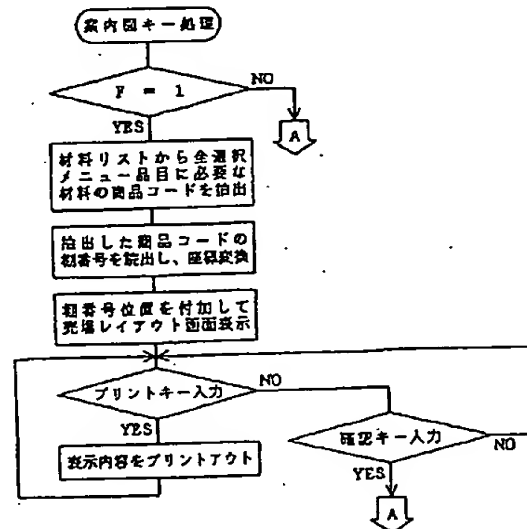 案内図キー処理
F = 1
NO
YES
A
材料リストから全選択
メニュー品目に必要な
材料の商品コードを抽出
抽出した商品コードの
棚番号を読出し、座標変換
棚番号位置を付加して
売場レイアウト画面表示
プリントキー入力
NO
YES
確認キー入力
NO
表示内容をプリントアウト
YES
A